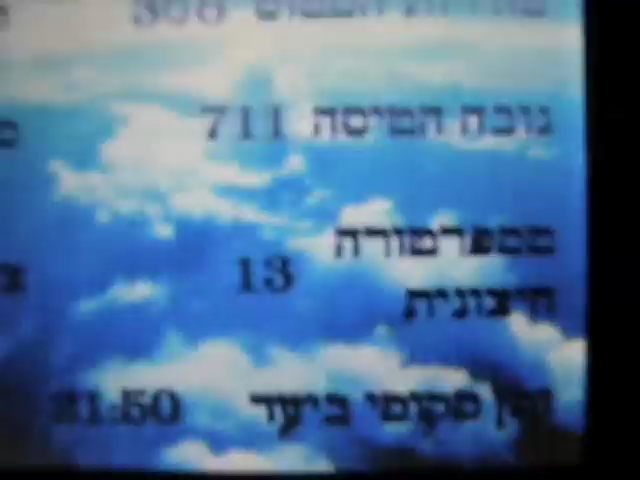 גובה הטיסה 711
טמפרטורה
חיצונית 13
זמן מקומי ביעד 21:50